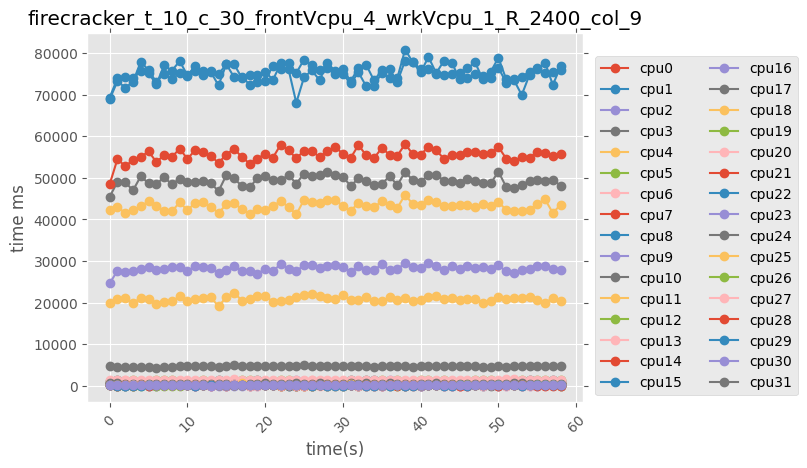 firecracker_t_10_c_30_frontVcpu_4_wrkVcpu_1_R_2400_col_9
time ms
80000
70000
60000
50000
40000
30000
20000
10000
0
0
10
20
30
40
50
60
time(s)
cpu0
cpu1
cpu2
cpu3
cpu4
cpu5
cpu6
cpu7
cpu8
cpu9
cpu10
cpu11
cpu12
cpu13
cpu14
cpu15
cpu16
cpu17
cpu18
cpu19
cpu20
cpu21
cpu22
cpu23
cpu24
cpu25
cpu26
cpu27
cpu28
cpu29
cpu30
cpu31